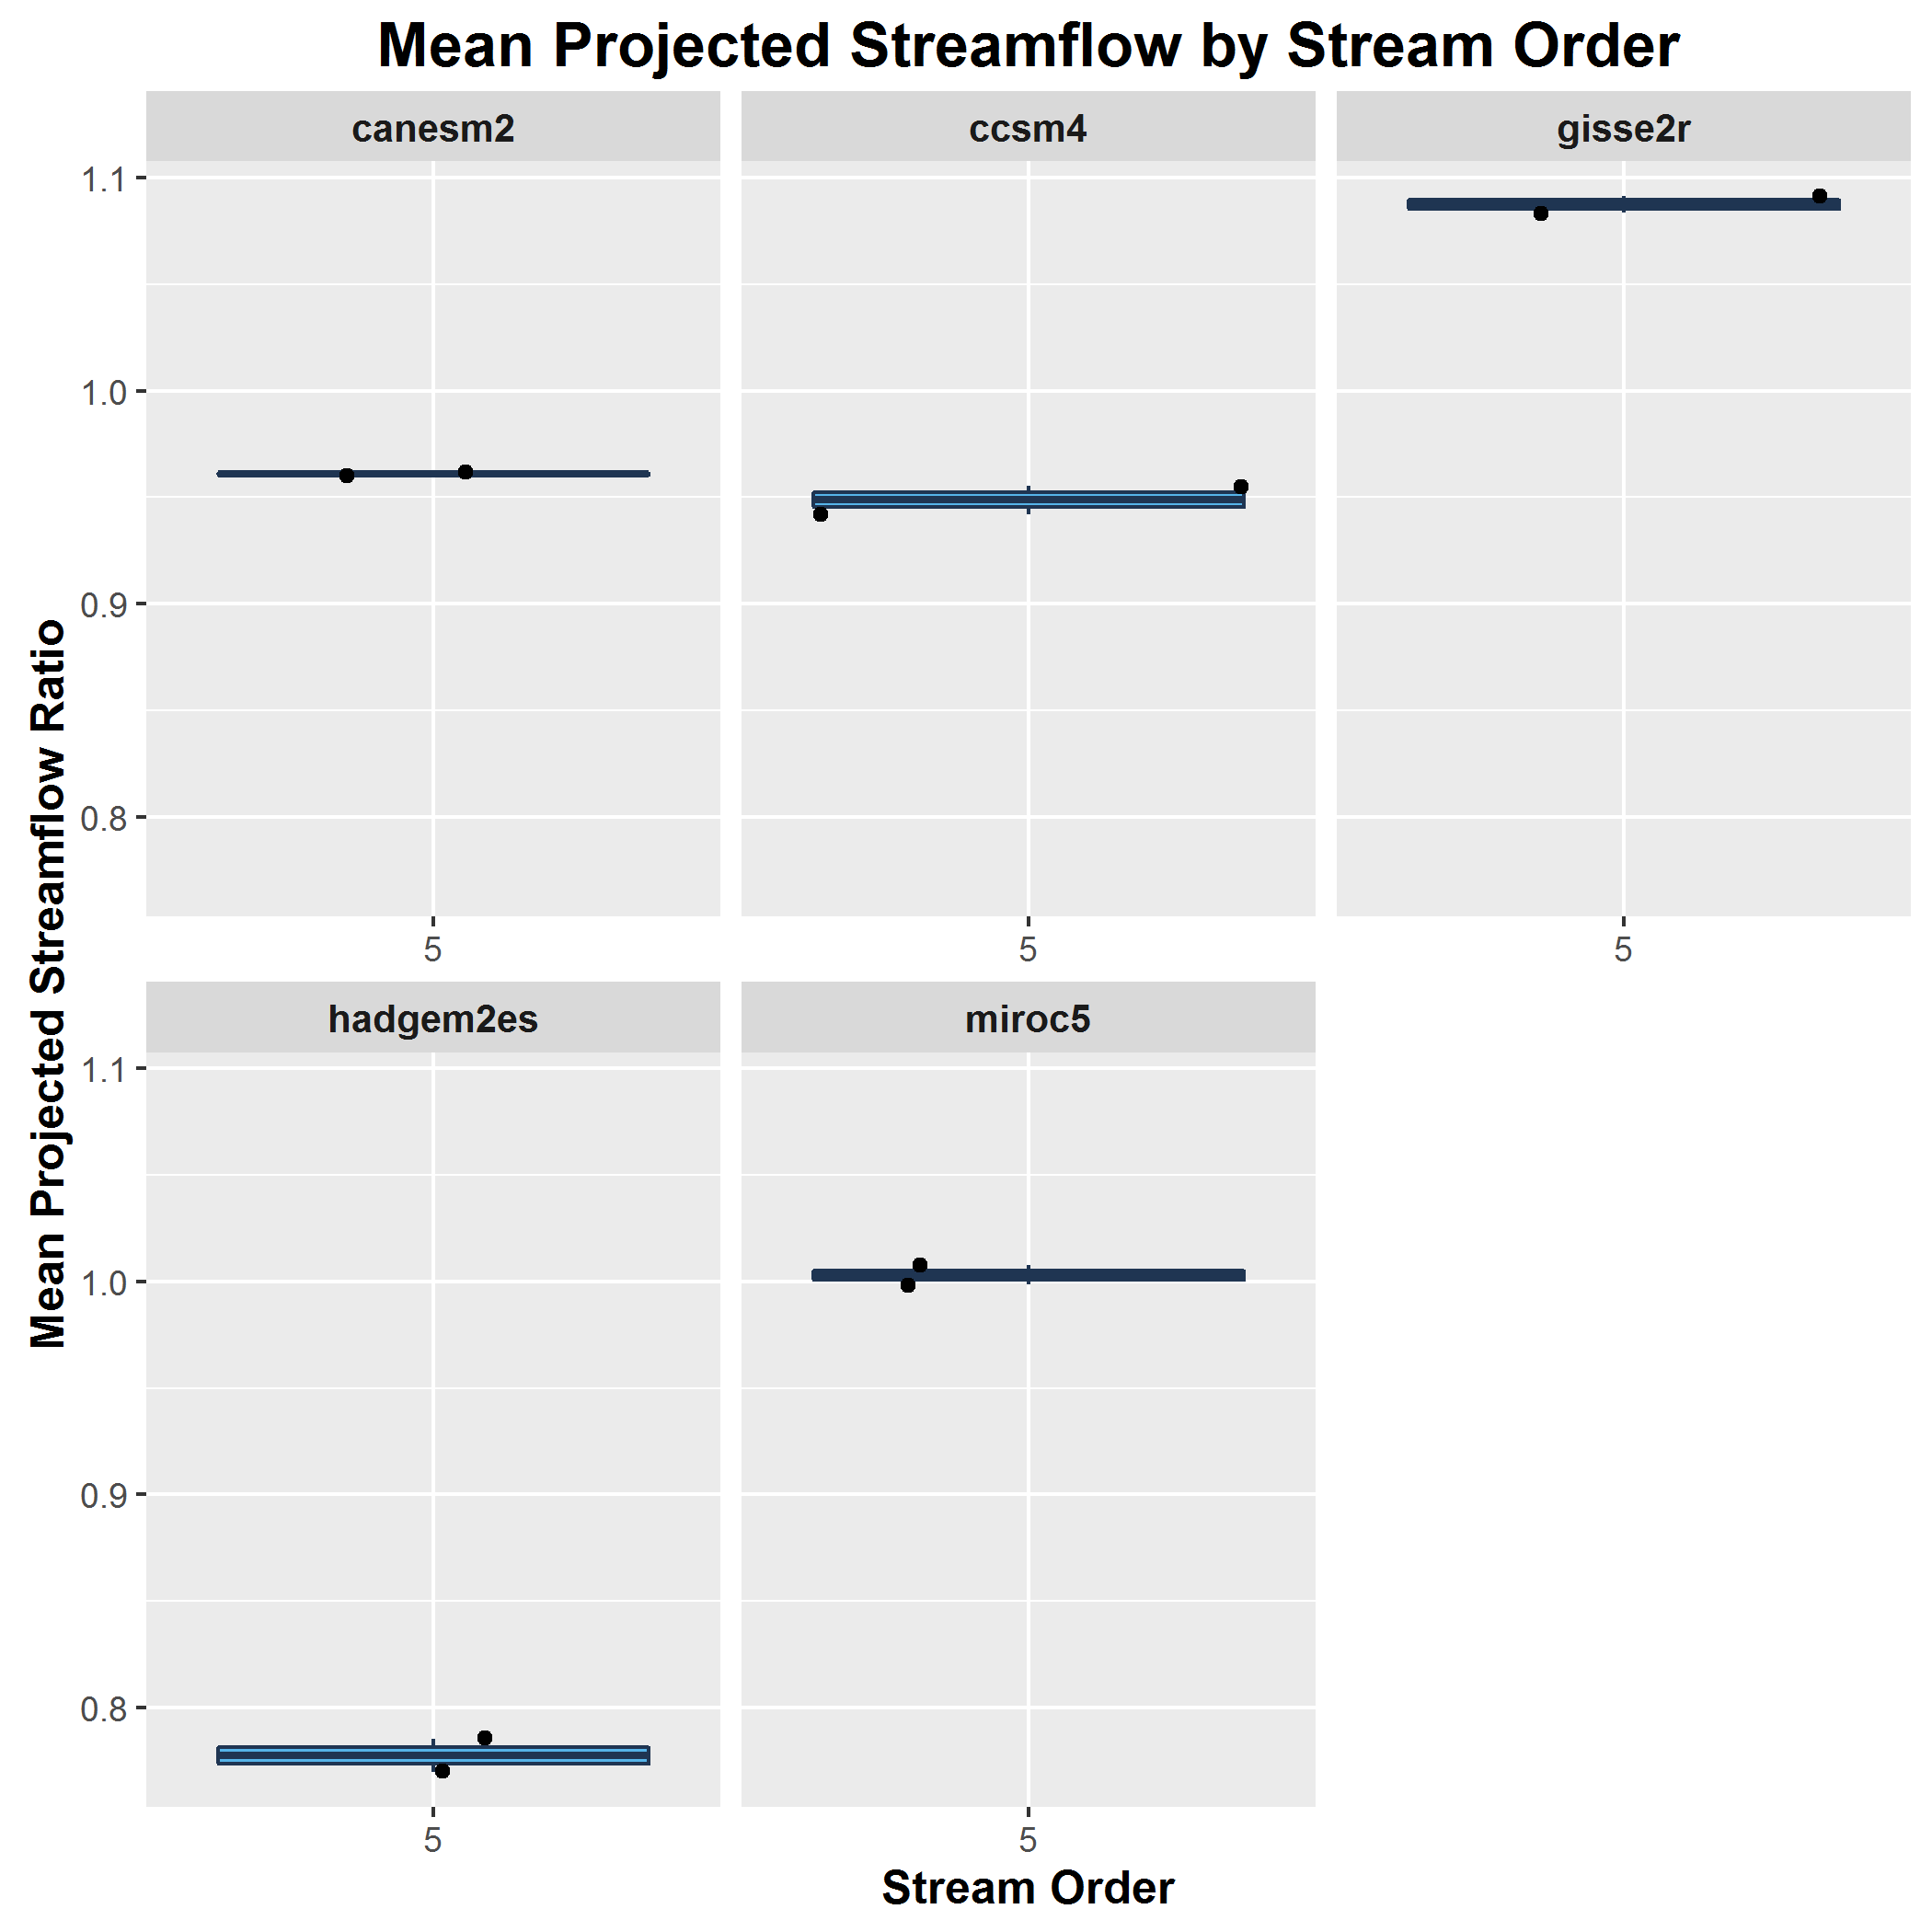 Mean Projected Streamflow by Stream Order
canesm2
ccsm4
gisse2r
1.1
1.0
0.9
0.8
5
5
5
Mean Projected Streamflow Ratio
hadgem2es
miroc5
1.1
1.0
0.9
0.8
5
5
Stream Order